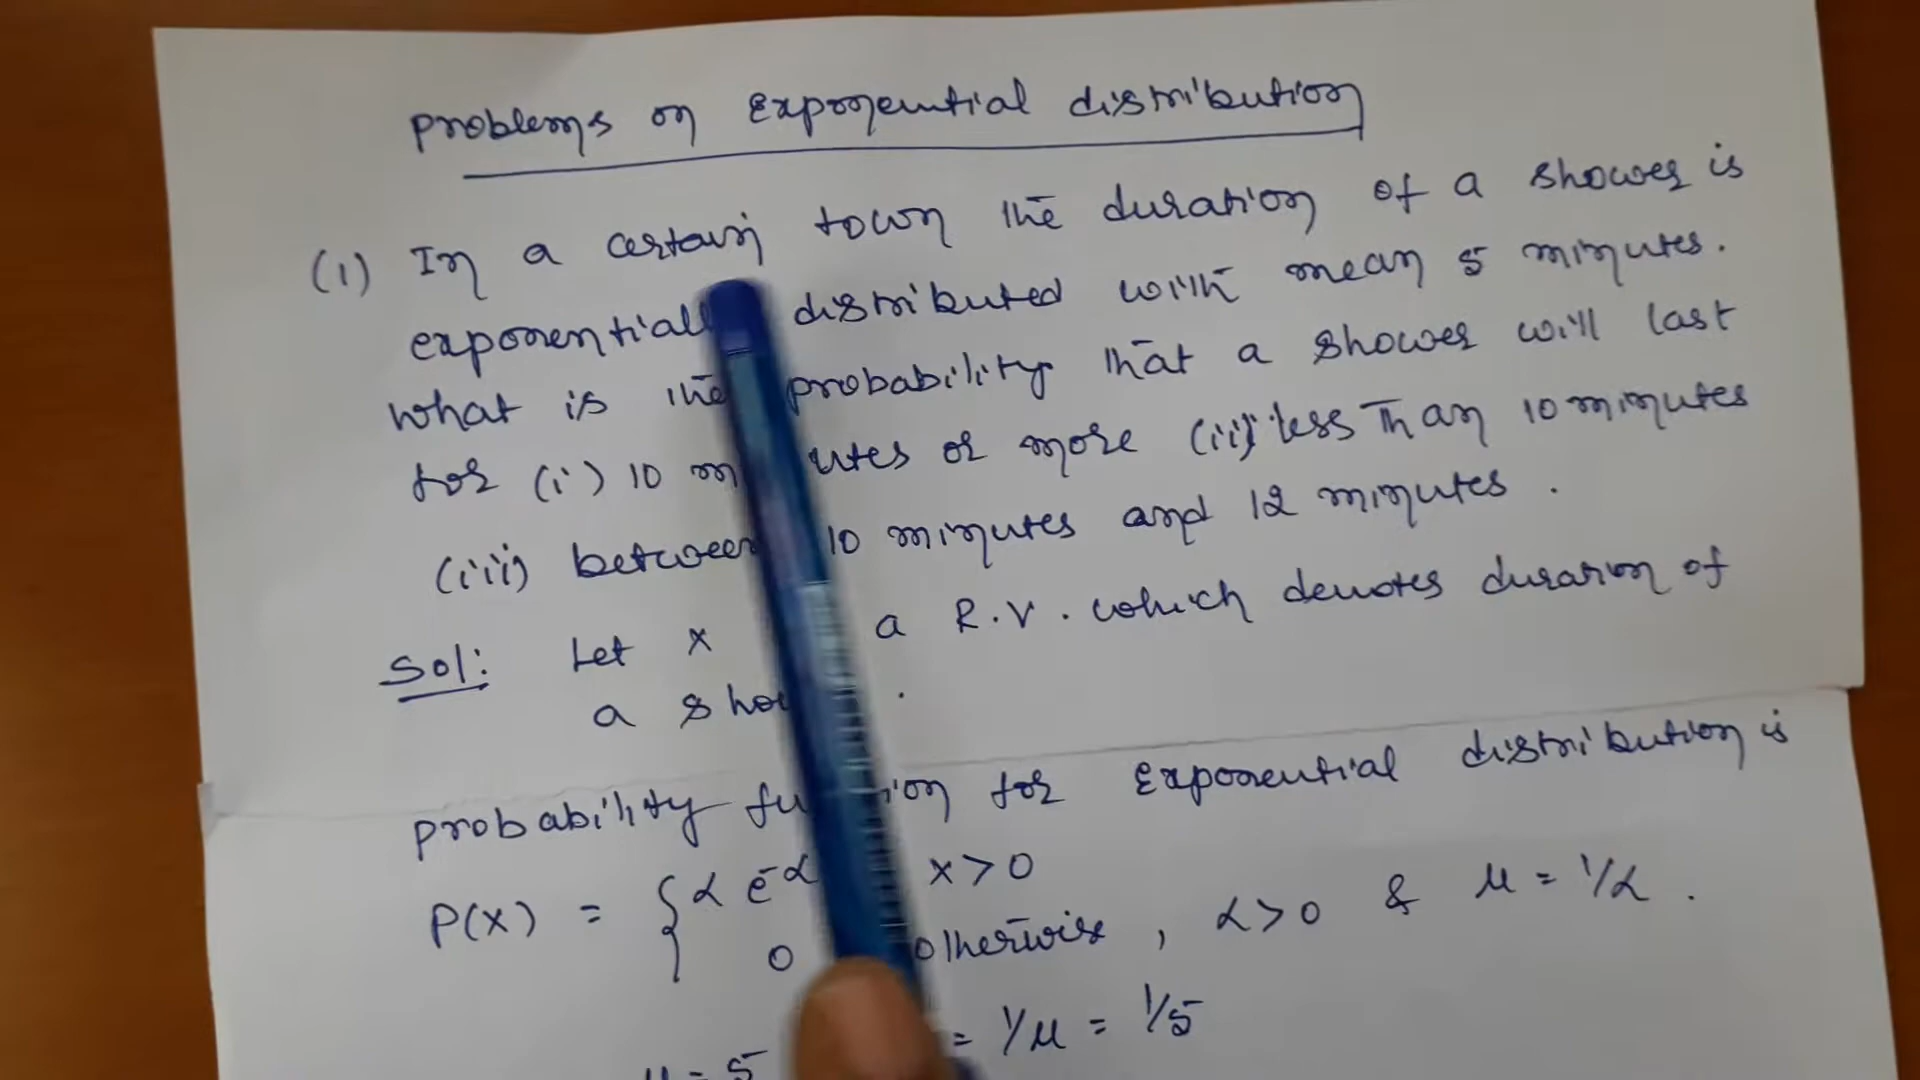 Problems on Exponential distribution
(1) In a certain town the duration of a shower is
exponentially distributed with mean 5 minutes.
What is the probability that a shower will last
for (i) 10 minutes or more (ii) less than 10 minutes
(iii) between 10 minutes and 12 minutes.
Sol: Let x a R.V. which denotes duration of
a shower.
probability function for Exponential distribution is
P(x) = { α e^-α x>0
0 otherwise, α>0 & μ = 1/α.
μ = 5 = 1/μ = 1/5